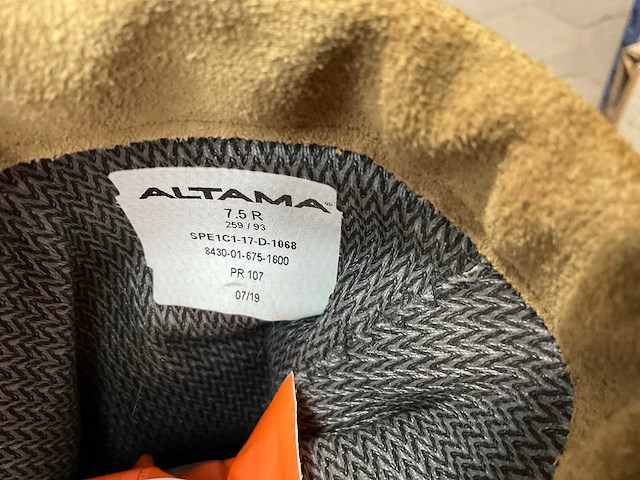 ALTAMA
7.5 R
259 / 93
SPE1C1-17-D-1068
8430-01-675-1600
PR 107
07/19